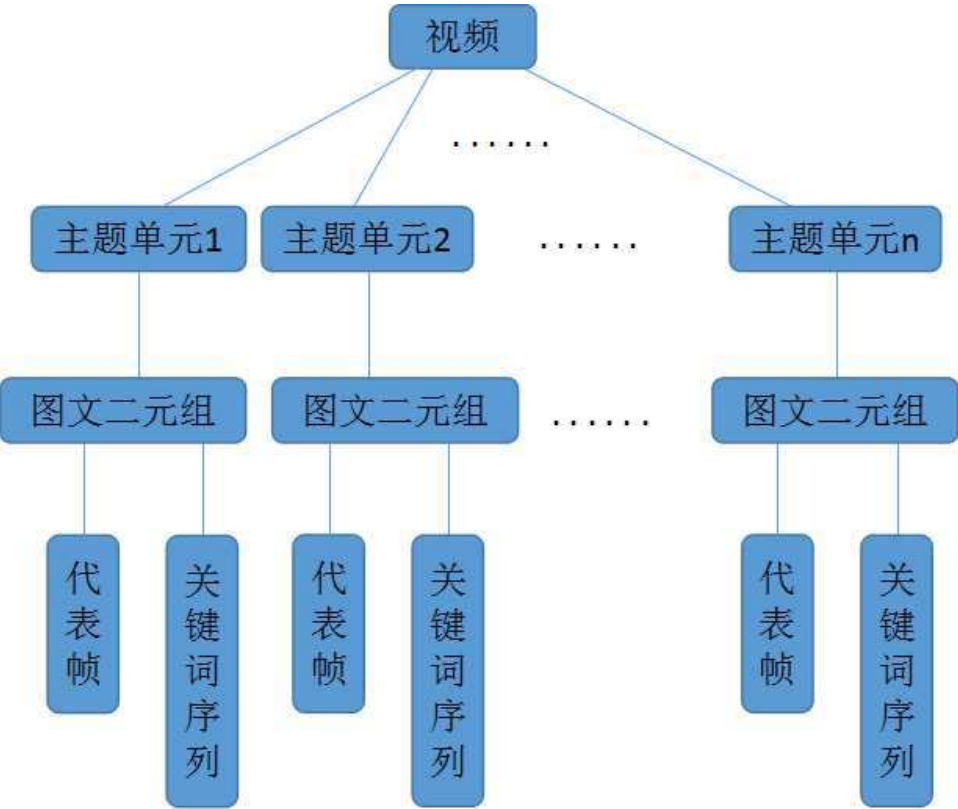 视频
......
主题单元1 主题单元2 ...... 主题单元n
图文二元组 图文二元组 ...... 图文二元组
代表帧 关键词序列 代表帧 关键词序列 代表帧 关键词序列